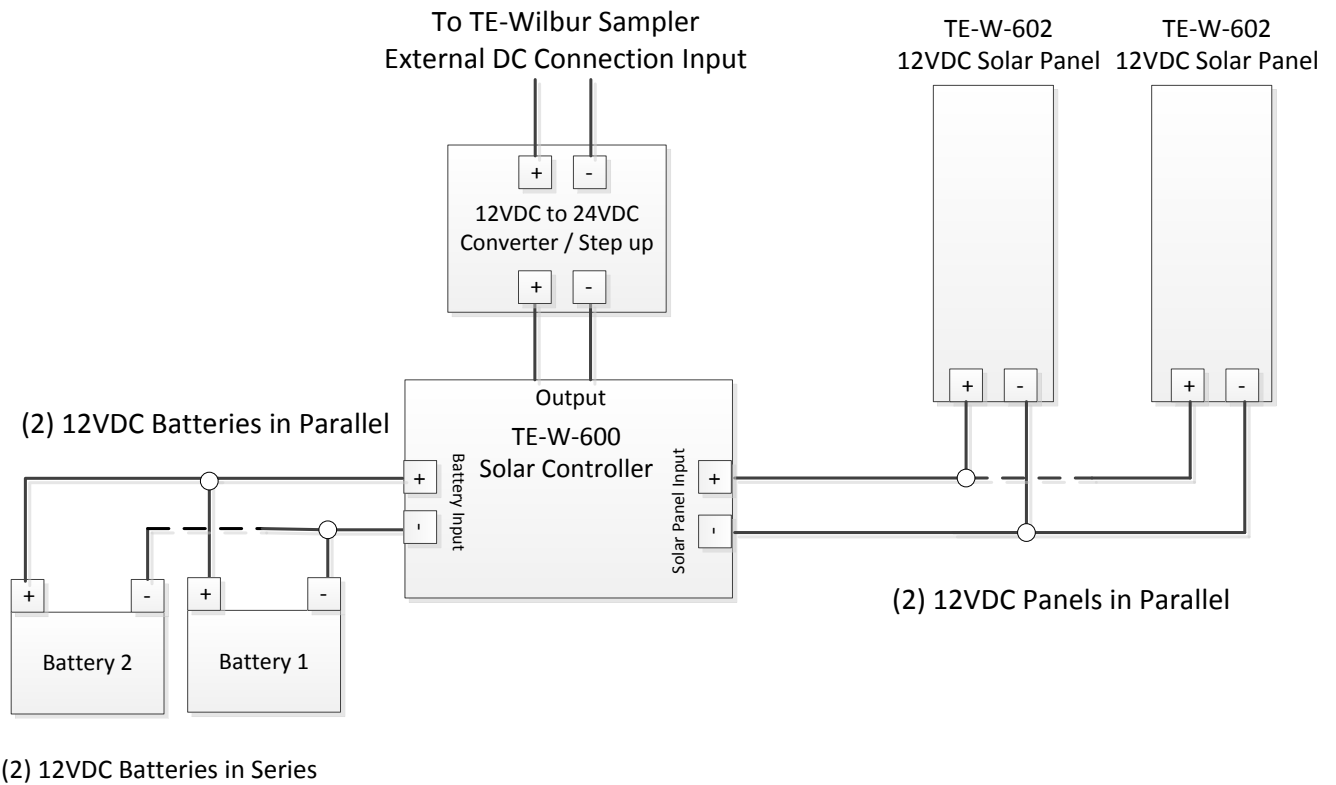 To TE-Wilbur Sampler
External DC Connection Input
TE-W-602
12VDC Solar Panel
TE-W-602
12VDC Solar Panel
+ -
12VDC to 24VDC
Converter / Step up
+ -
+ -
+ -
Output
TE-W-600
Solar Controller
(2) 12VDC Batteries in Parallel
Battery Input
+
-
Solar Panel Input
+
-
+ -
+ -
Battery 2
Battery 1
(2) 12VDC Panels in Parallel
(2) 12VDC Batteries in Series